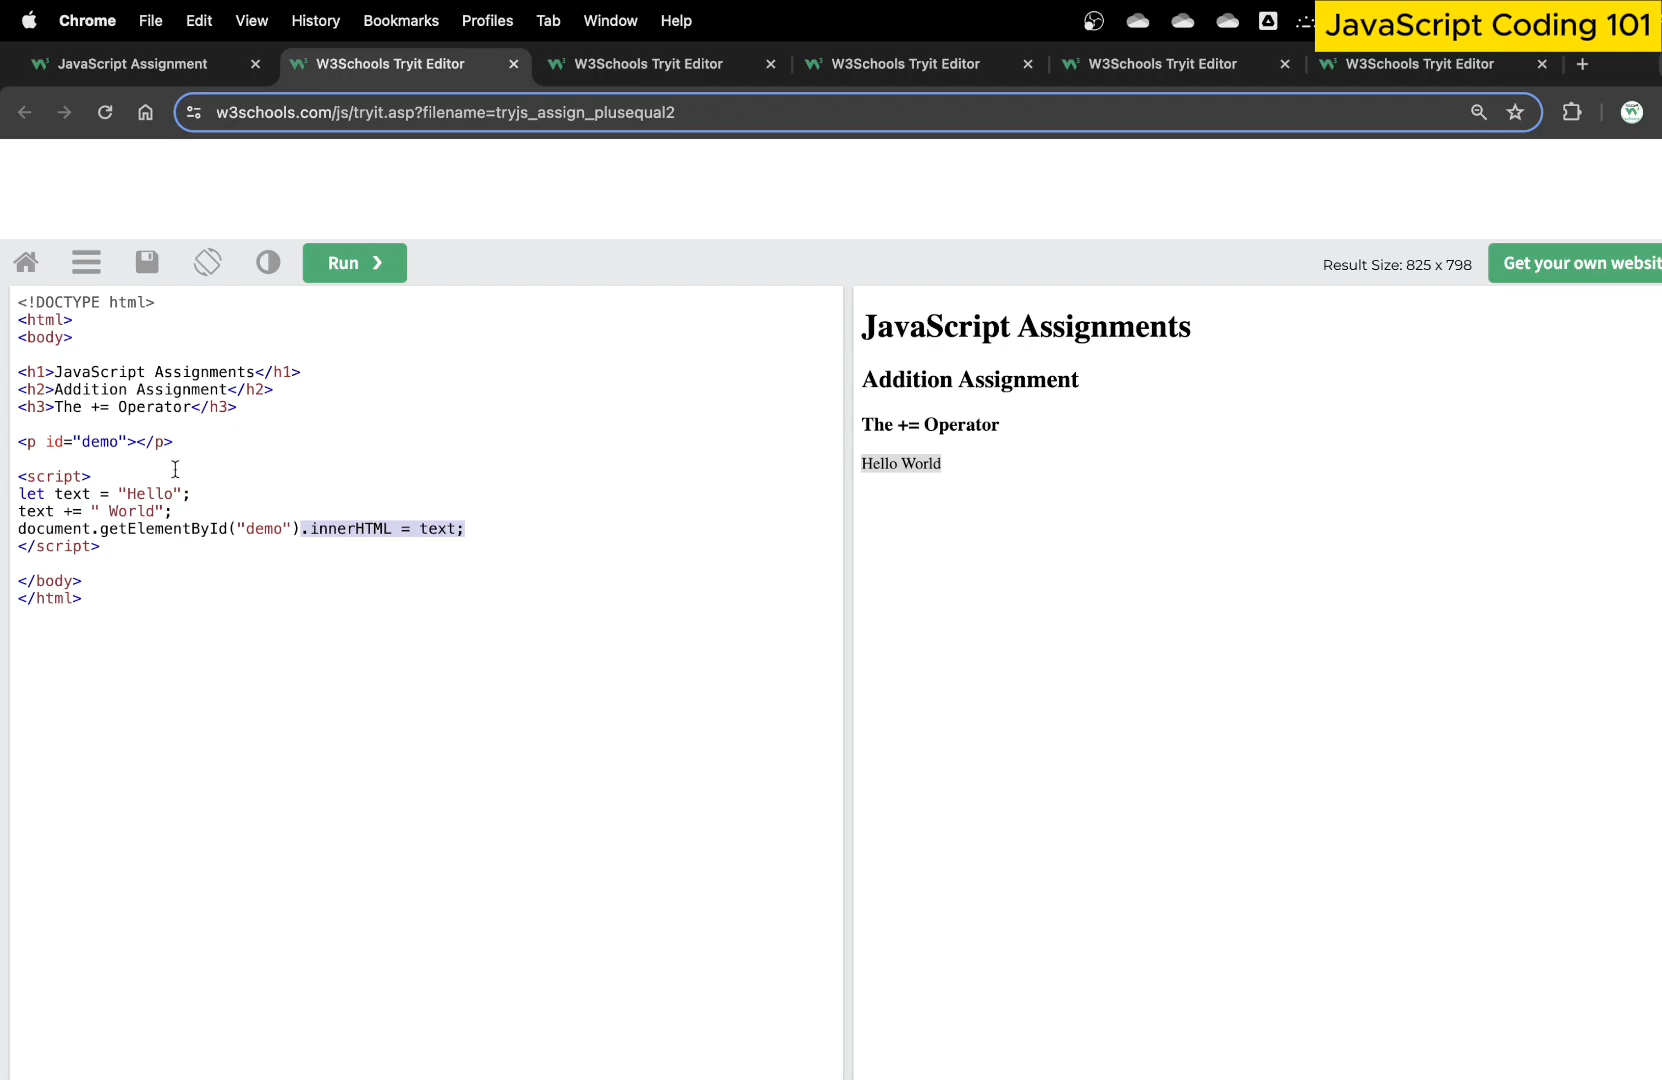 Chrome File Edit View History Bookmarks Profiles Tab Window Help
JavaScript Coding 101
JavaScript Assignment W3Schools Tryit Editor W3Schools Tryit Editor W3Schools Tryit Editor W3Schools Tryit Editor W3Schools Tryit Editor
w3schools.com/js/tryit.asp?filename=tryjs_assign_plusequal2
Run ❯ Result Size: 825 x 798 Get your own websit
<!DOCTYPE html>
<html>
<body>
<h1>JavaScript Assignments</h1>
<h2>Addition Assignment</h2>
<h3>The += Operator</h3>
<p id="demo"></p>
<script>
let text = "Hello";
text += " World";
document.getElementById("demo").innerHTML = text;
</script>
</body>
</html>
JavaScript Assignments
Addition Assignment
The += Operator
Hello World